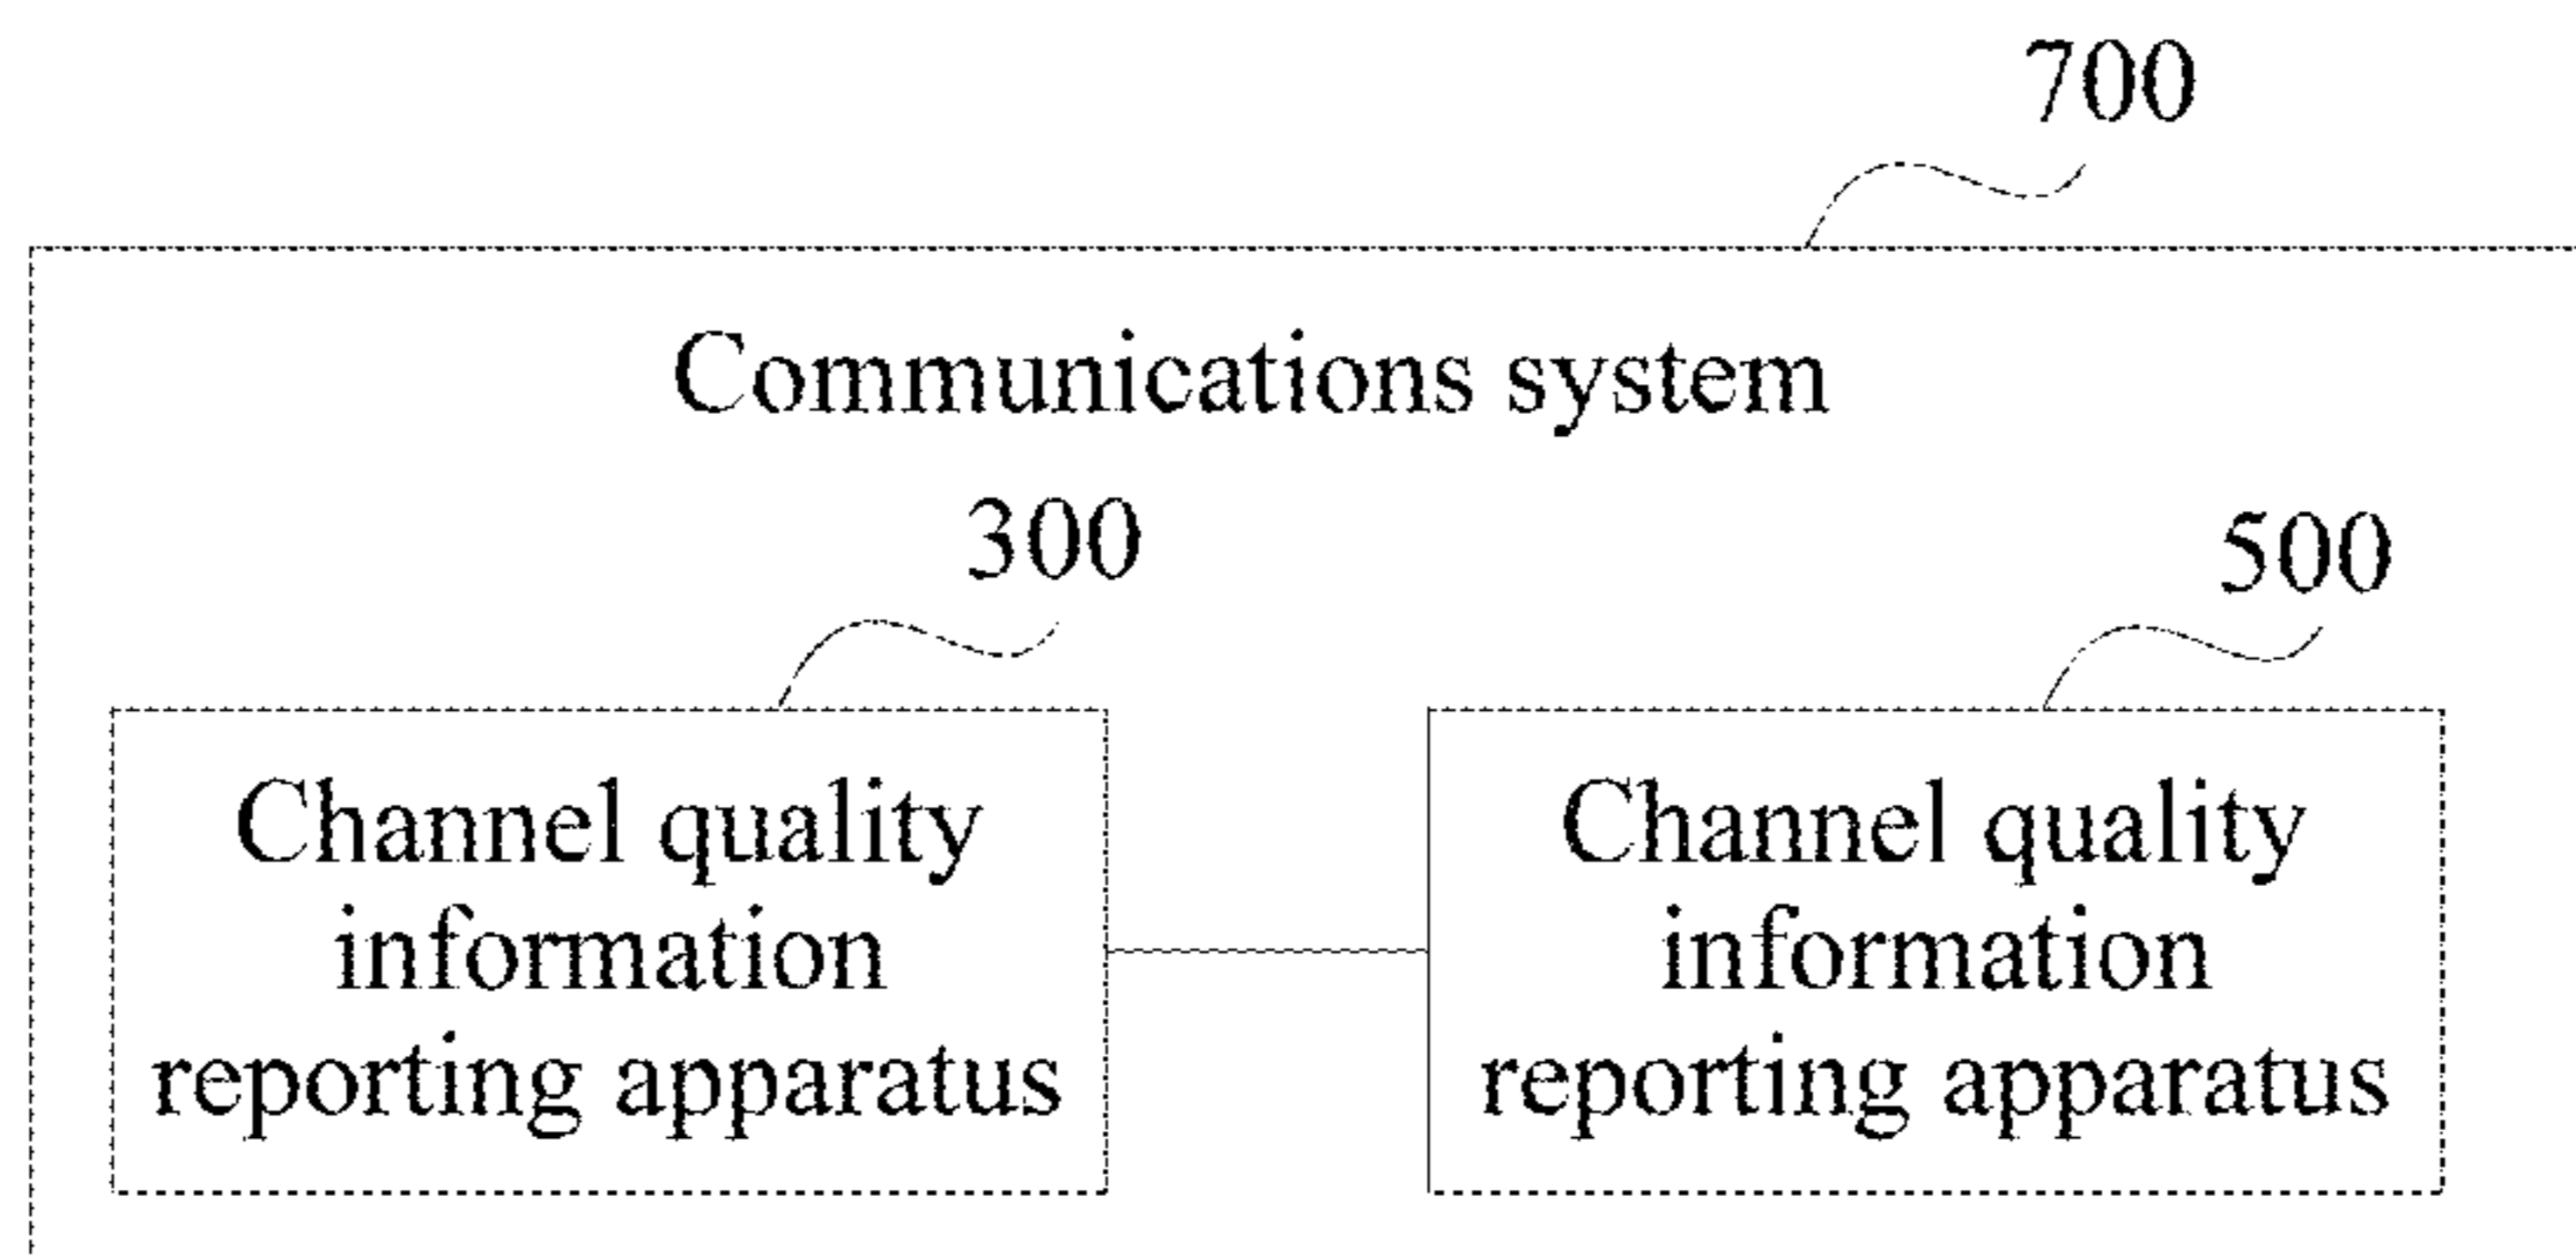 700
Communications system
300
500
Channel quality
information
reporting apparatus
Channel quality
information
reporting apparatus